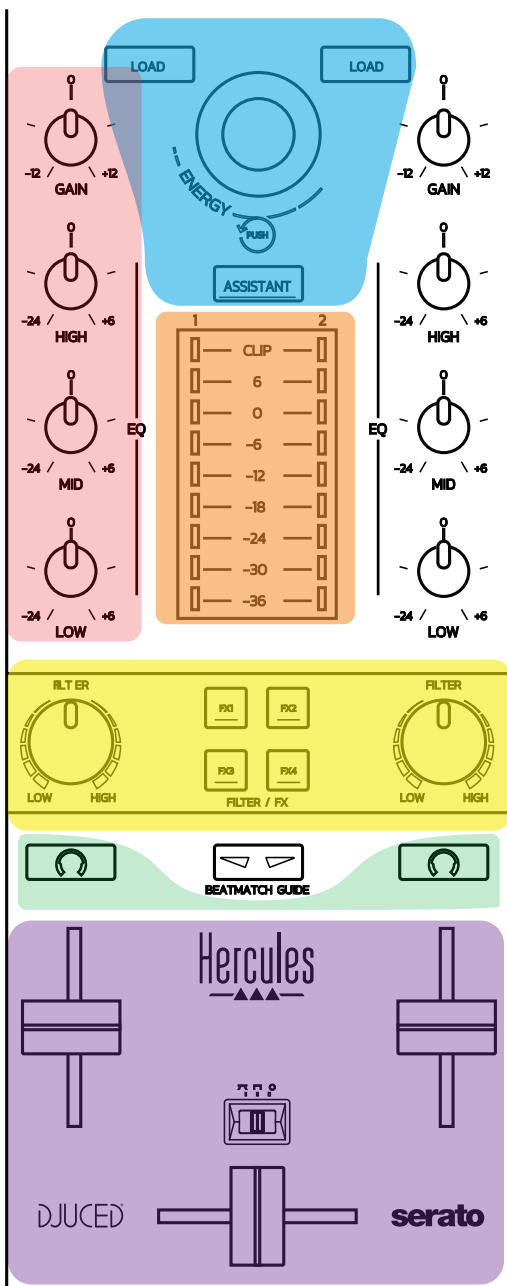 LOAD LOAD
0 0
-12 +12 -12 +12
GAIN GAIN
ENERGY
PUSH
0 0
ASSISTANT
-24 +6 -24 +6
HIGH HIGH
1 2
CLIP
6
0
0 0
EQ EQ
-6
-24 +6 -12 -24 +6
MID MID
-18
0 0
-24
-30
-36
-24 +6 -24 +6
LOW LOW
FILTER FILTER
FX1 FX2
FX3 FX4
LOW HIGH LOW HIGH
FILTER / FX
BEATMATCH GUIDE
Hercules
DJUCED serato